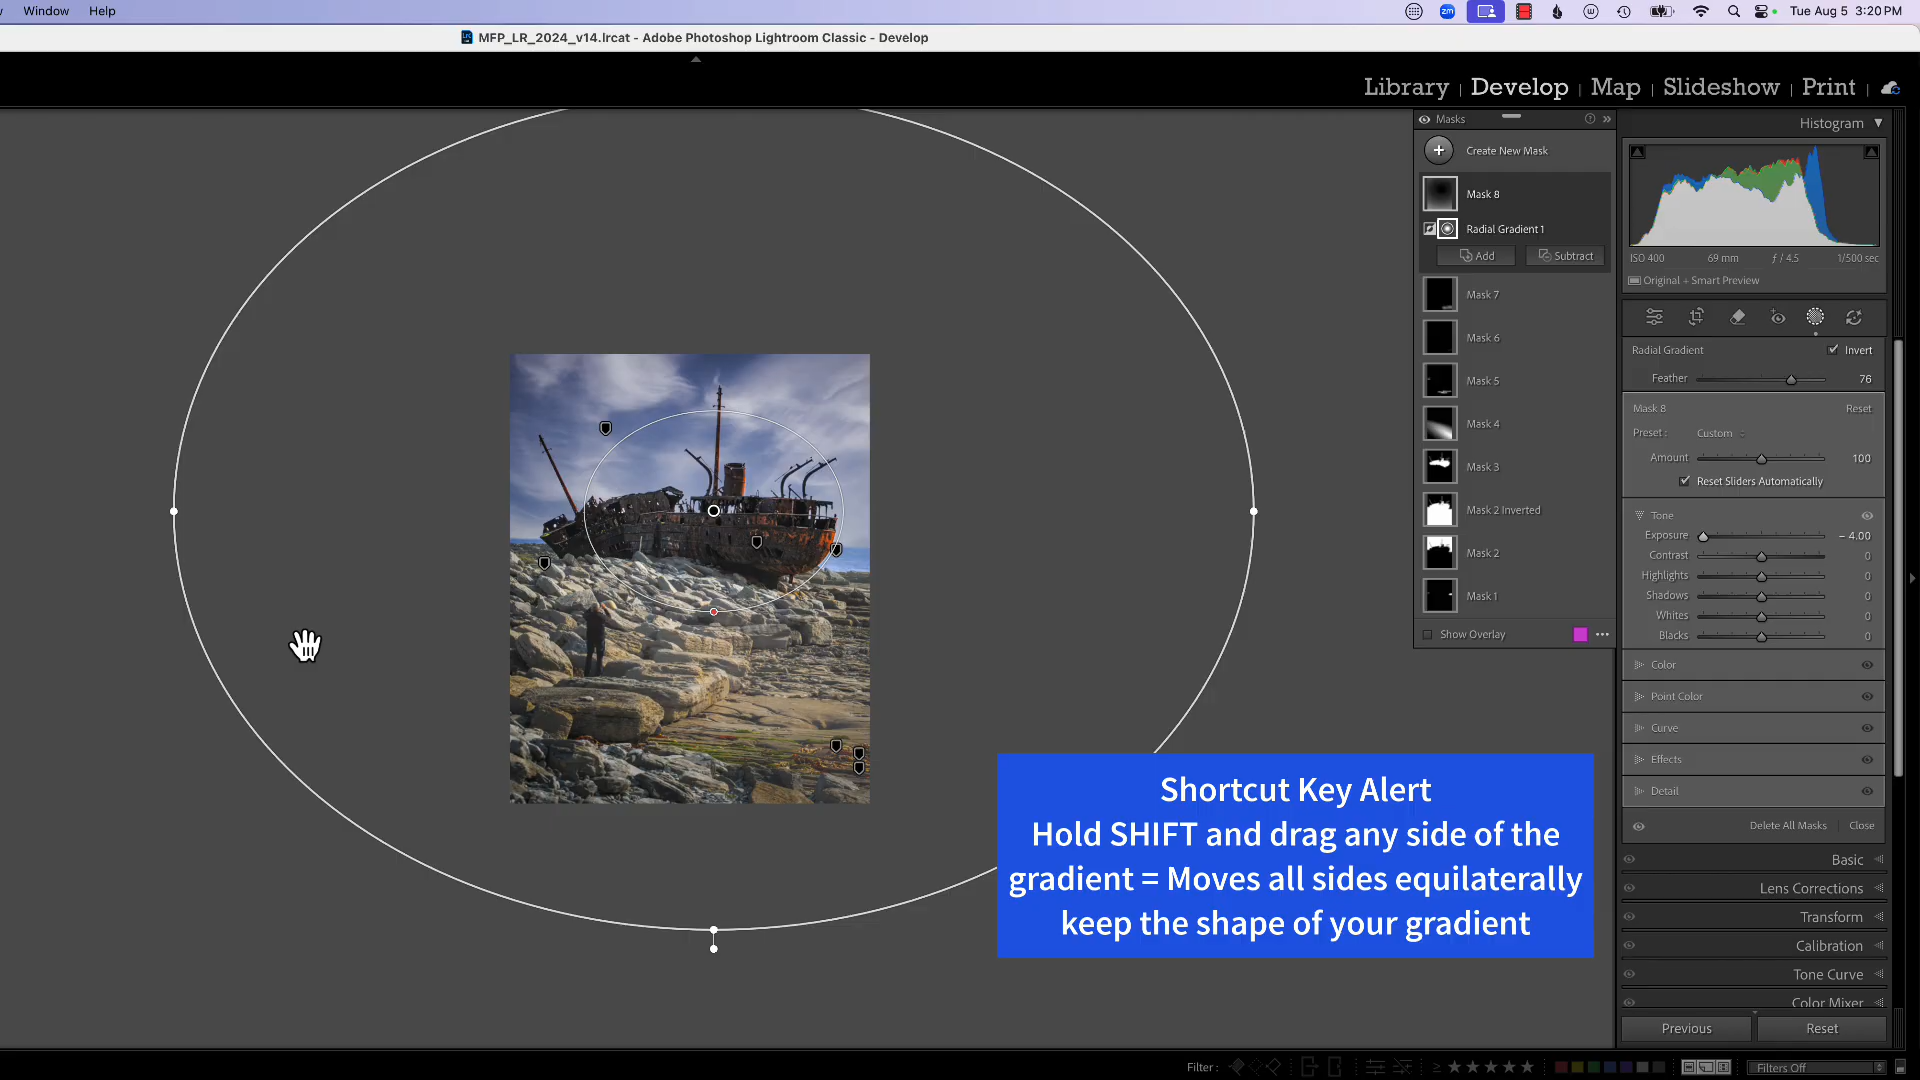 Window Help
Tue Aug 5 3:20 PM
MFP_LR_2024_v14.lrcat - Adobe Photoshop Lightroom Classic - Develop
Library | Develop | Map | Slideshow | Print |
Masks
Create New Mask
Mask 8
Radial Gradient 1
Add Subtract
Mask 7
Mask 6
Mask 5
Mask 4
Mask 3
Mask 2 Inverted
Mask 2
Mask 1
Show Overlay
Histogram
ISO 400 69 mm ƒ / 4.5 1/500 sec
Original + Smart Preview
Radial Gradient Invert
Feather 76
Mask 8 Reset
Preset : Custom
Amount 100
Reset Sliders Automatically
Tone
Exposure – 4.00
Contrast 0
Highlights 0
Shadows 0
Whites 0
Blacks 0
Color
Point Color
Curve
Effects
Detail
Delete All Masks Close
Basic
Lens Corrections
Transform
Calibration
Tone Curve
Color Mixer
Previous Reset
Shortcut Key Alert
Hold SHIFT and drag any side of the
gradient = Moves all sides equilaterally
keep the shape of your gradient
Filter : Filters Off